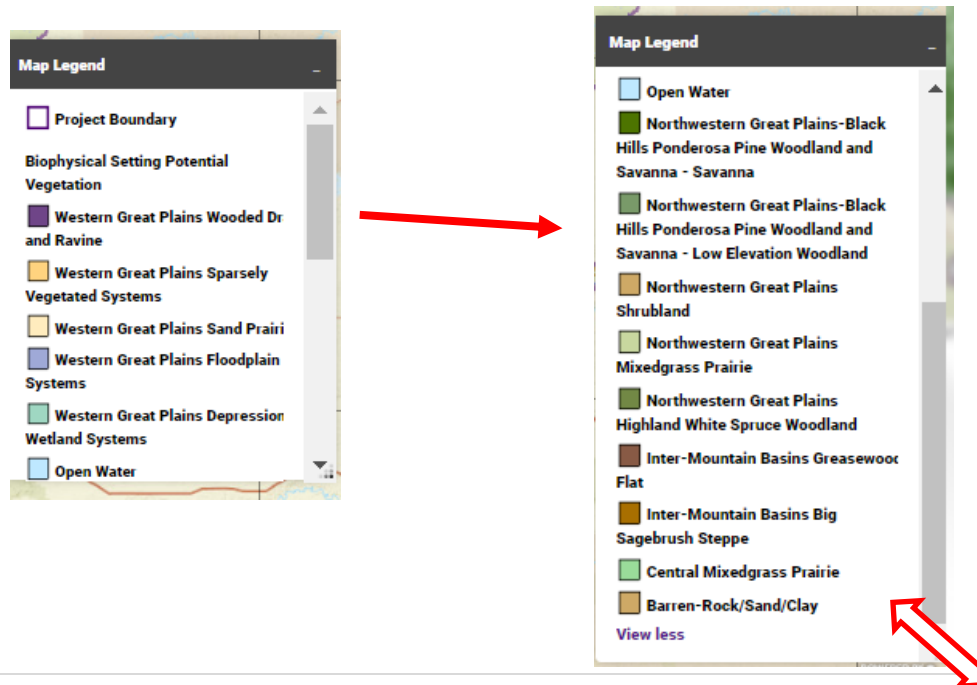 Map Legend
_
Project Boundary
Biophysical Setting Potential
Vegetation
Western Great Plains Wooded Dr
and Ravine
Western Great Plains Sparsely
Vegetated Systems
Western Great Plains Sand Prairi
Western Great Plains Floodplain
Systems
Western Great Plains Depression
Wetland Systems
Open Water
Map Legend
_
Open Water
Northwestern Great Plains-Black
Hills Ponderosa Pine Woodland and
Savanna - Savanna
Northwestern Great Plains-Black
Hills Ponderosa Pine Woodland and
Savanna - Low Elevation Woodland
Northwestern Great Plains
Shrubland
Northwestern Great Plains
Mixedgrass Prairie
Northwestern Great Plains
Highland White Spruce Woodland
Inter-Mountain Basins Greasewood
Flat
Inter-Mountain Basins Big
Sagebrush Steppe
Central Mixedgrass Prairie
Barren-Rock/Sand/Clay
View less